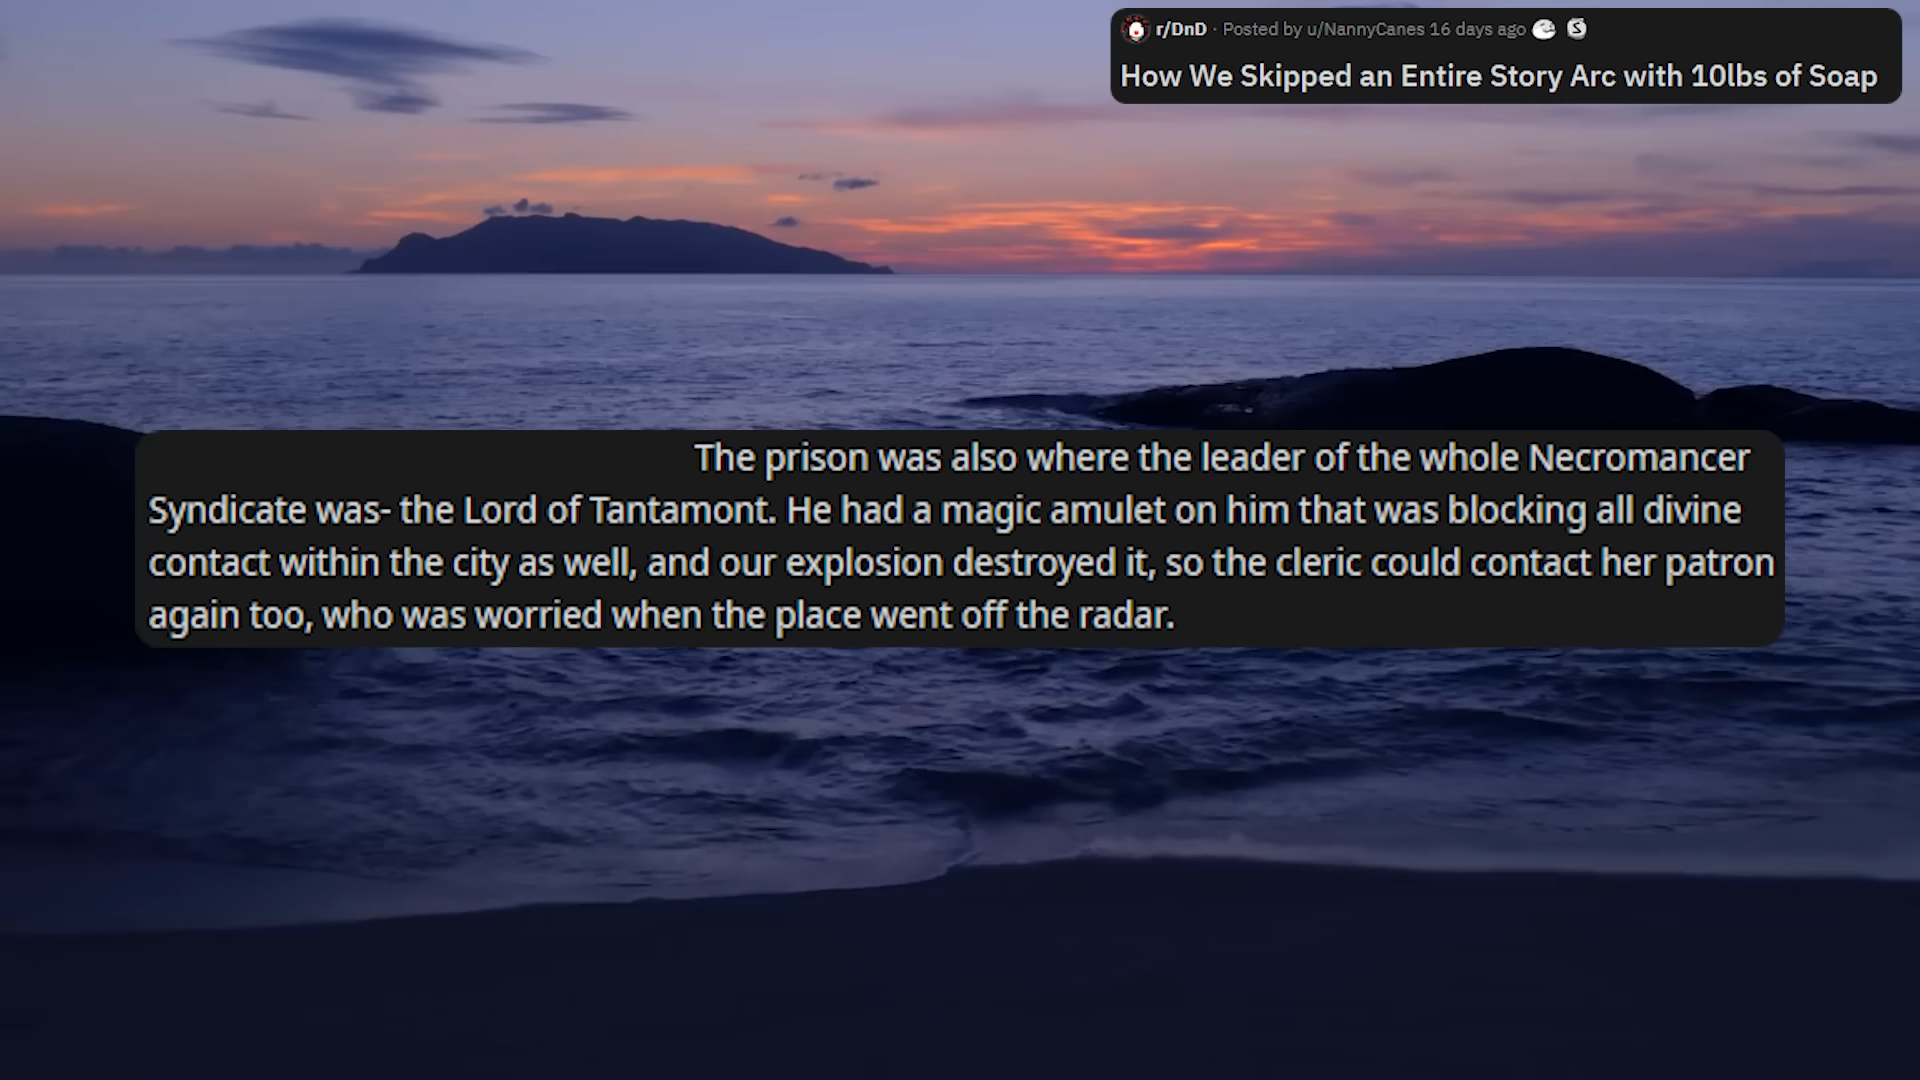 r/DnD · Posted by u/NannyCanes 16 days ago
How We Skipped an Entire Story Arc with 10lbs of Soap
The prison was also where the leader of the whole Necromancer
Syndicate was- the Lord of Tantamont. He had a magic amulet on him that was blocking all divine
contact within the city as well, and our explosion destroyed it, so the cleric could contact her patron
again too, who was worried when the place went off the radar.